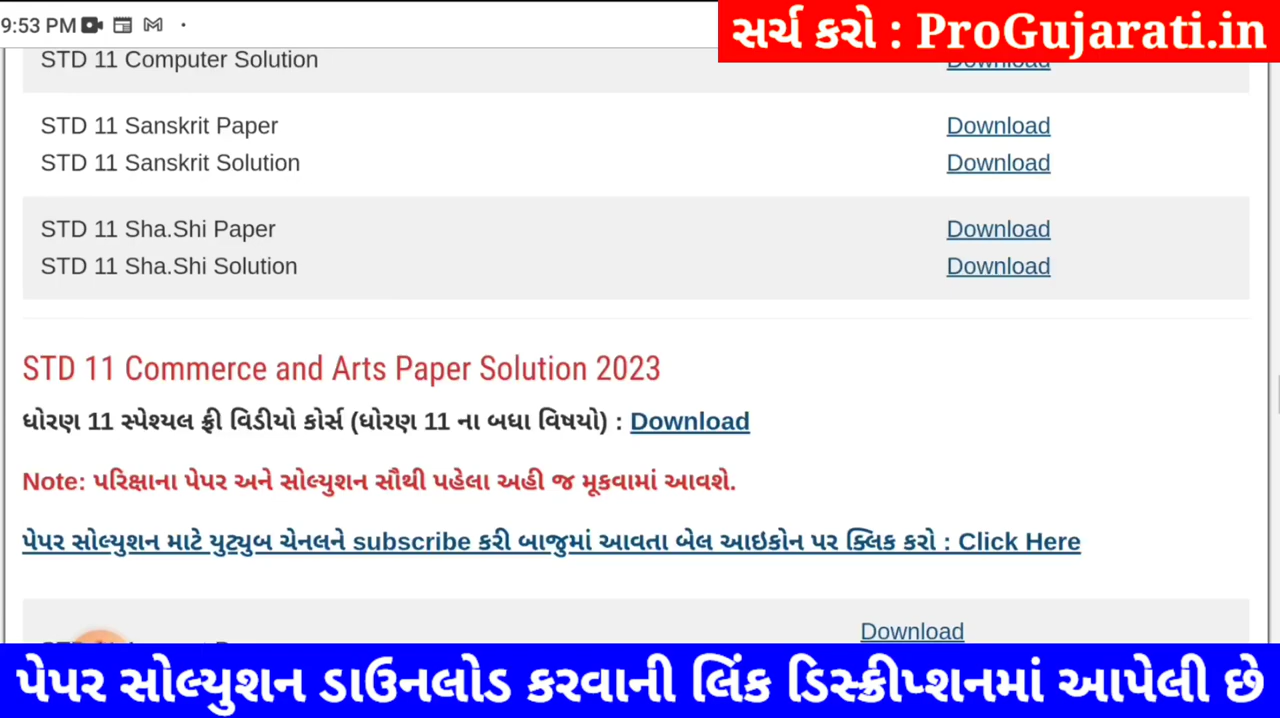 9:53 PM
સર્ચ કરો : ProGujarati.in
STD 11 Computer Solution Download
STD 11 Sanskrit Paper Download
STD 11 Sanskrit Solution Download
STD 11 Sha.Shi Paper Download
STD 11 Sha.Shi Solution Download
STD 11 Commerce and Arts Paper Solution 2023
ધોરણ 11 સ્પેશ્યલ ફ્રી વિડીયો કોર્સ (ધોરણ 11 ના બધા વિષયો) : Download
Note: પરિક્ષાના પેપર અને સોલ્યુશન સૌથી પહેલા અહી જ મૂકવામાં આવશે.
પેપર સોલ્યુશન માટે યુટ્યુબ ચેનલને subscribe કરી બાજુમાં આવતા બેલ આઇકોન પર ક્લિક કરો : Click Here
Download
પેપર સોલ્યુશન ડાઉનલોડ કરવાની લિંક ડિસ્ક્રીપ્શનમાં આપેલી છે